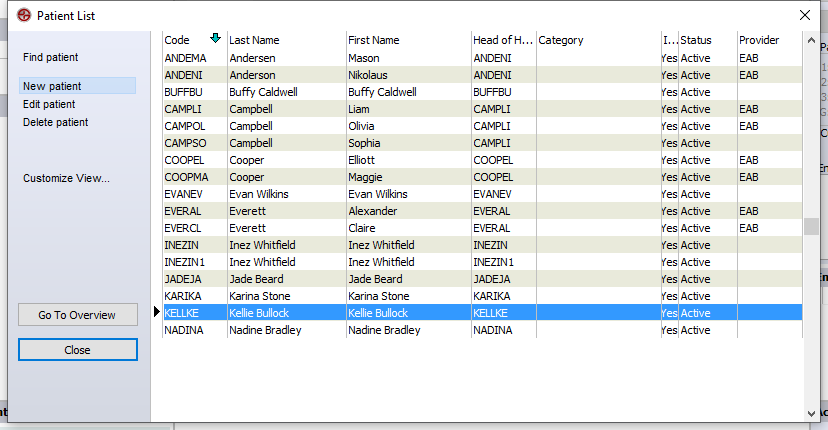 Patient List
Find patient
New patient
Edit patient
Delete patient
Customize View...
Go To Overview
Close
Code Last Name First Name Head of H... Category I... Status Provider
ANDEMA Andersen Mason ANDENI Yes Active EAB
ANDENI Anderson Nikolaus ANDENI Yes Active EAB
BUFFBU Buffy Caldwell Buffy Caldwell BUFFBU Yes Active
CAMPLI Campbell Liam CAMPLI Yes Active EAB
CAMPOL Campbell Olivia CAMPLI Yes Active EAB
CAMPSO Campbell Sophia CAMPLI Yes Active
COOPEL Cooper Elliott COOPEL Yes Active EAB
COOPMA Cooper Maggie COOPEL Yes Active EAB
EVANEV Evan Wilkins Evan Wilkins EVANEV Yes Active
EVERAL Everett Alexander EVERAL Yes Active EAB
EVERCL Everett Claire EVERAL Yes Active EAB
INEZIN Inez Whitfield Inez Whitfield INEZIN Yes Active
INEZIN1 Inez Whitfield Inez Whitfield INEZIN1 Yes Active
JADEJA Jade Beard Jade Beard JADEJA Yes Active
KARIKA Karina Stone Karina Stone KARIKA Yes Active
KELLKE Kellie Bullock Kellie Bullock KELLKE Yes Active
NADINA Nadine Bradley Nadine Bradley NADINA Yes Active